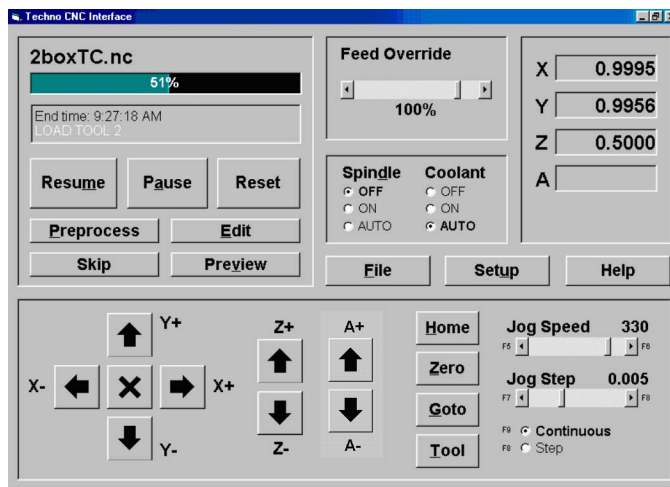 Techno CNC Interface
2boxTC.nc
51%
End time: 9:27:18 AM
LOAD TOOL 2
Resume Pause Reset
Preprocess Edit
Skip Preview
Feed Override
100%
Spindle Coolant
OFF OFF
ON ON
AUTO AUTO
X 0.9995
Y 0.9956
Z 0.5000
A
File Setup Help
Y+
X- X+
Y-
Z+ A+
Z- A-
Home
Zero
Goto
Tool
Jog Speed 330
F5 F6
Jog Step 0.005
F7 F8
F9 Continuous
F8 Step